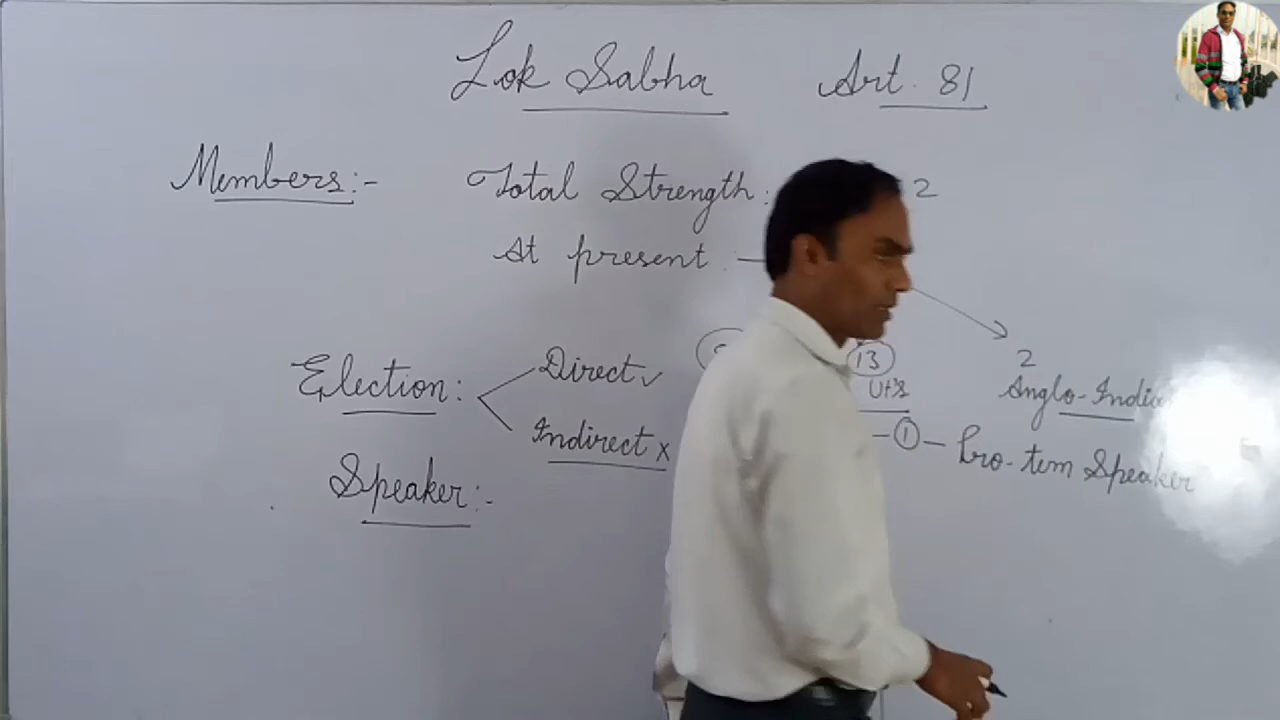 Lok Sabha Art. 81
Members:- Total Strength: 2
At present : —
Election: Direct ✓ 13 2
UT's Anglo-Indi
Indirect x — 1 — Pro-tem Speaker
Speaker:-